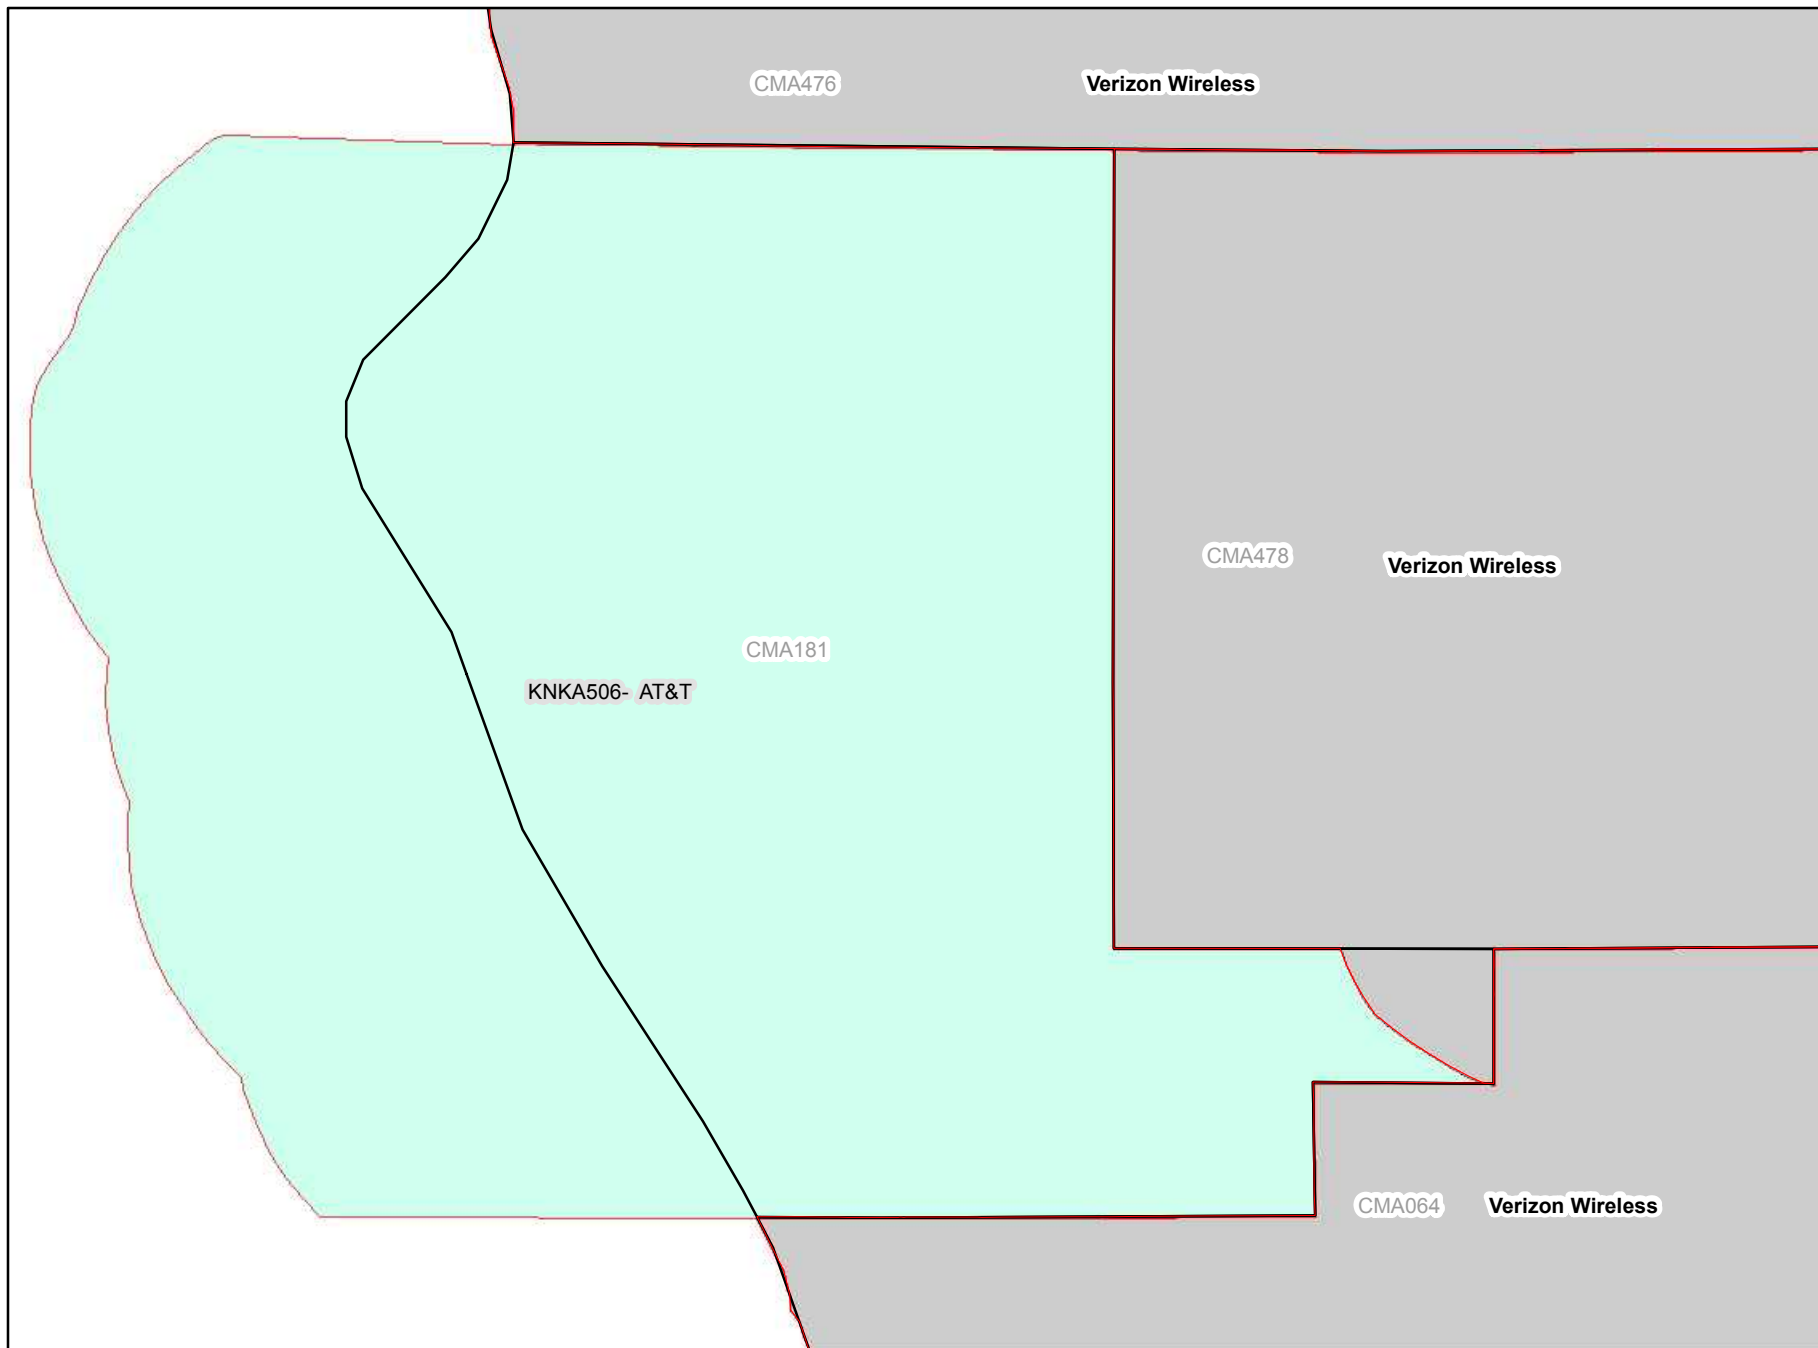 CMA476 Verizon Wireless
CMA478 Verizon Wireless
CMA181
KNKA506- AT&T
CMA064 Verizon Wireless